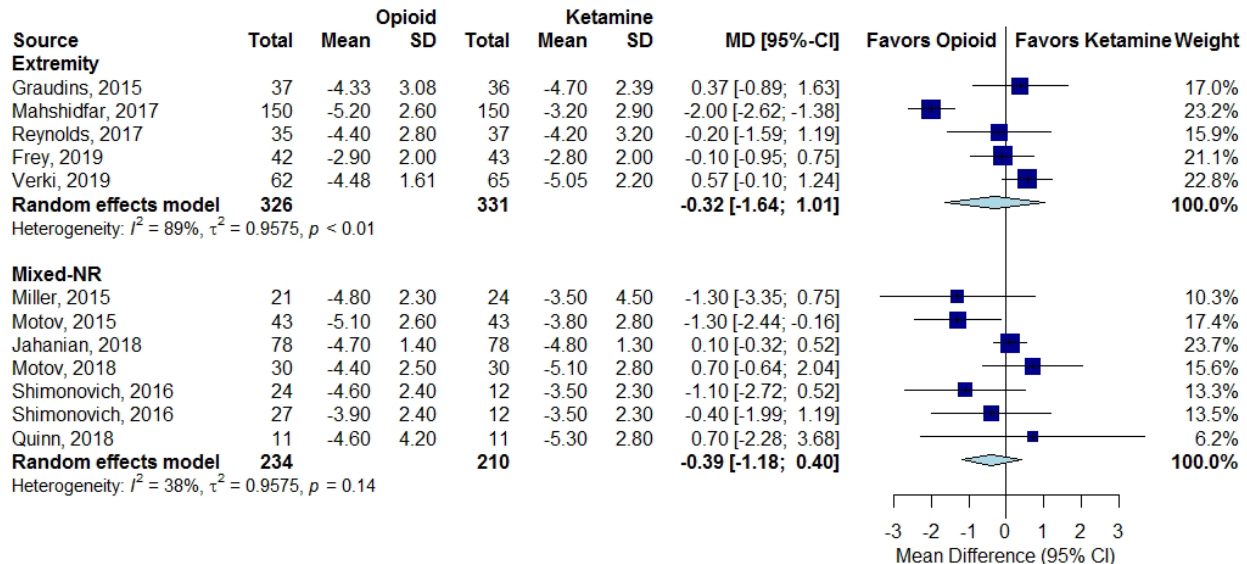 Opioid Ketamine
Source Total Mean SD Total Mean SD MD [95%-CI] Favors Opioid Favors Ketamine Weight
Extremity
Graudins, 2015 37 -4.33 3.08 36 -4.70 2.39 0.37 [-0.89; 1.63] 17.0%
Mahshidfar, 2017 150 -5.20 2.60 150 -3.20 2.90 -2.00 [-2.62; -1.38] 23.2%
Reynolds, 2017 35 -4.40 2.80 37 -4.20 3.20 -0.20 [-1.59; 1.19] 15.9%
Frey, 2019 42 -2.90 2.00 43 -2.80 2.00 -0.10 [-0.95; 0.75] 21.1%
Verki, 2019 62 -4.48 1.61 65 -5.05 2.20 0.57 [-0.10; 1.24] 22.8%
Random effects model 326 331 -0.32 [-1.64; 1.01] 100.0%
Heterogeneity: I² = 89%, τ² = 0.9575, p < 0.01
Mixed-NR
Miller, 2015 21 -4.80 2.30 24 -3.50 4.50 -1.30 [-3.35; 0.75] 10.3%
Motov, 2015 43 -5.10 2.60 43 -3.80 2.80 -1.30 [-2.44; -0.16] 17.4%
Jahanian, 2018 78 -4.70 1.40 78 -4.80 1.30 0.10 [-0.32; 0.52] 23.7%
Motov, 2018 30 -4.40 2.50 30 -5.10 2.80 0.70 [-0.64; 2.04] 15.6%
Shimonovich, 2016 24 -4.60 2.40 12 -3.50 2.30 -1.10 [-2.72; 0.52] 13.3%
Shimonovich, 2016 27 -3.90 2.40 12 -3.50 2.30 -0.40 [-1.99; 1.19] 13.5%
Quinn, 2018 11 -4.60 4.20 11 -5.30 2.80 0.70 [-2.28; 3.68] 6.2%
Random effects model 234 210 -0.39 [-1.18; 0.40] 100.0%
Heterogeneity: I² = 38%, τ² = 0.9575, p = 0.14
-3 -2 -1 0 1 2 3
Mean Difference (95% CI)